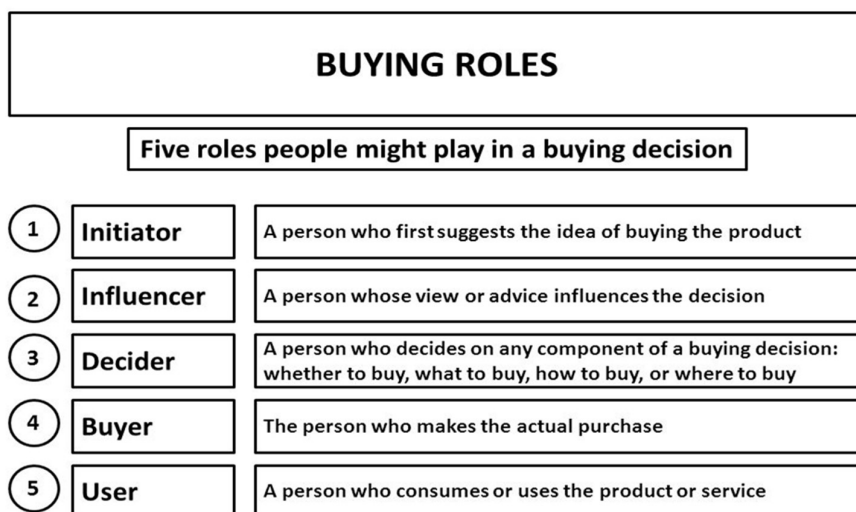 BUYING ROLES
Five roles people might play in a buying decision
1 Initiator A person who first suggests the idea of buying the product
2 Influencer A person whose view or advice influences the decision
3 Decider A person who decides on any component of a buying decision:
whether to buy, what to buy, how to buy, or where to buy
4 Buyer The person who makes the actual purchase
5 User A person who consumes or uses the product or service